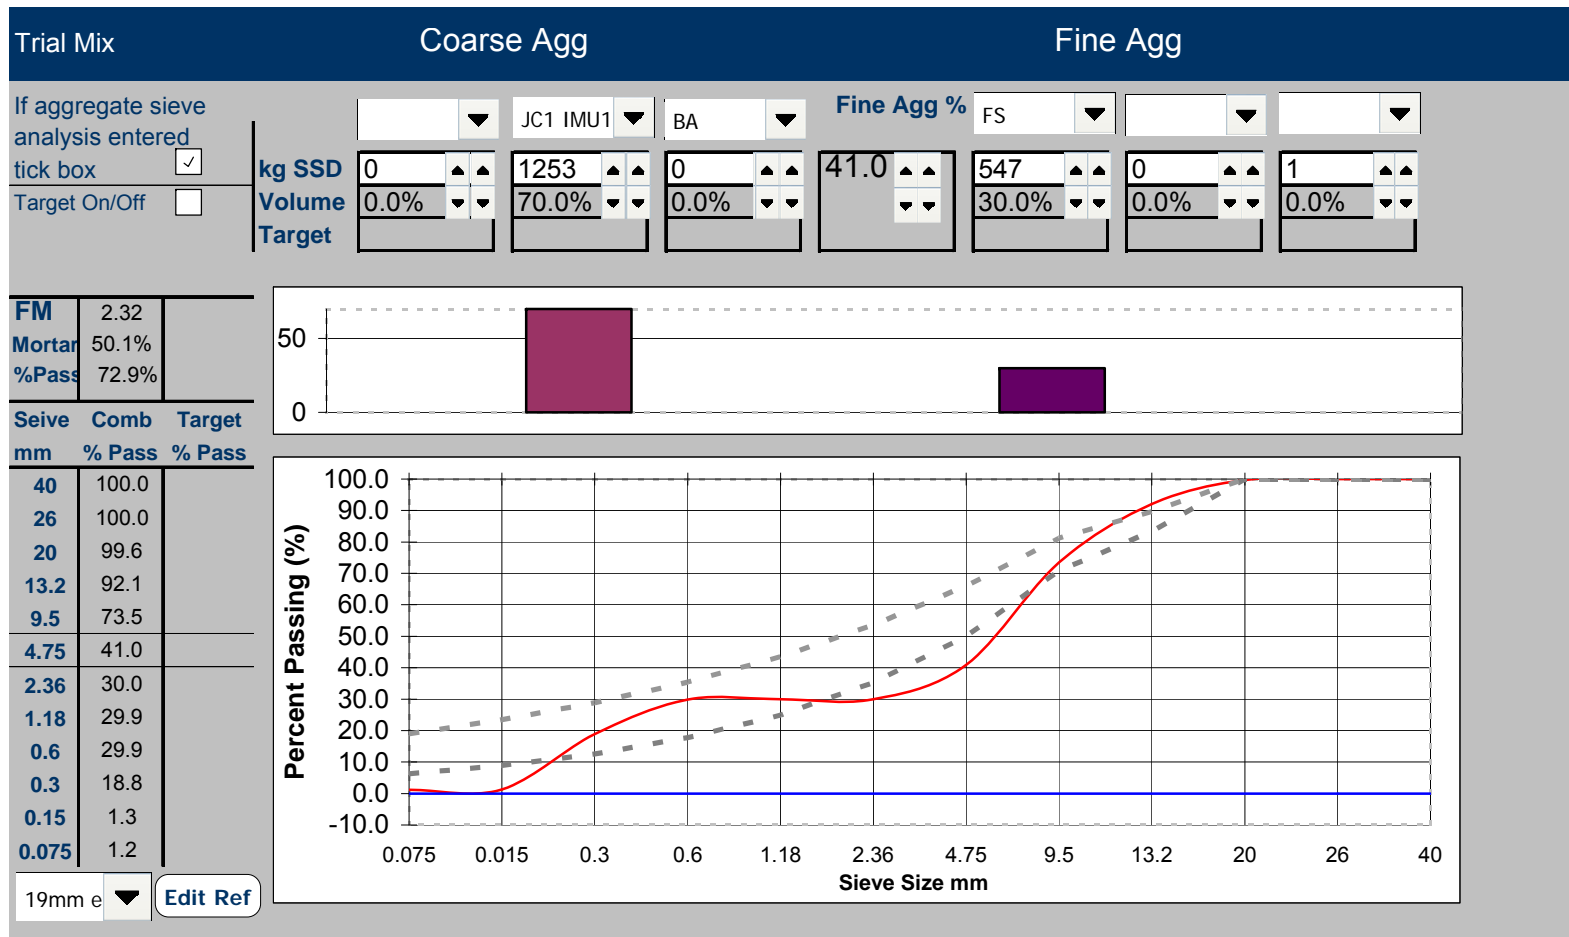 Trial Mix Coarse Agg Fine Agg
If aggregate sieve
analysis entered
tick box
Target On/Off
JC1 IMU1 BA Fine Agg % FS
kg SSD 0 1253 0 41.0 547 0 1
Volume 0.0% 70.0% 0.0% 30.0% 0.0% 0.0%
Target
FM 2.32
Mortar 50.1%
%Pass 72.9%
Seive Comb Target
mm % Pass % Pass
40 100.0
26 100.0
20 99.6
13.2 92.1
9.5 73.5
4.75 41.0
2.36 30.0
1.18 29.9
0.6 29.9
0.3 18.8
0.15 1.3
0.075 1.2
19mm e Edit Ref
50
0
Percent Passing (%)
100.0
90.0
80.0
70.0
60.0
50.0
40.0
30.0
20.0
10.0
0.0
-10.0
0.075 0.015 0.3 0.6 1.18 2.36 4.75 9.5 13.2 20 26 40
Sieve Size mm